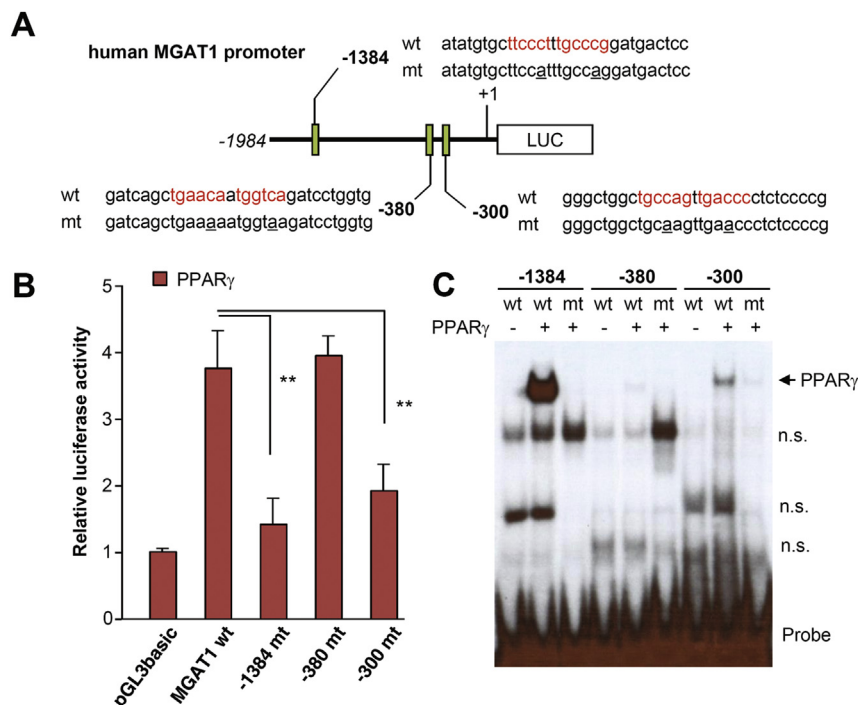 A
human MGAT1 promoter
-1384
wt atatgtgcttcccttttgcccggatgactcc
mt atatgtgcttccatttgccaggatgactcc
+1
-1984
LUC
wt gatcagctgaacaatggtcagatcctggtg
mt gatcagctgaaaaatggtaagatcctggtg
-380
-300
wt gggctggctgccagttgaccccctctccccg
mt gggctggctgcaagttgaaccctctccccg
B
PPARγ
Relative luciferase activity
5
4
3
2
1
0
**
**
pGL3basic
MGAT1 wt
-1384 mt
-380 mt
-300 mt
C
-1384 -380 -300
wt wt mt wt wt mt wt wt mt
PPARγ - + + - + + - + +
PPARγ
n.s.
n.s.
n.s.
Probe